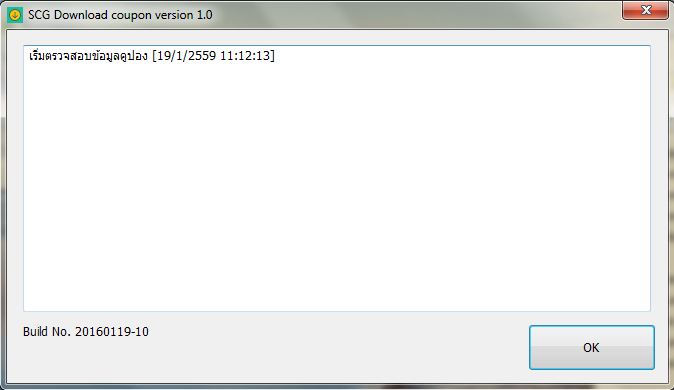 SCG Download coupon version 1.0
เริ่มตรวจสอบข้อมูลคูปอง [19/1/2559 11:12:13]
Build No. 20160119-10
OK